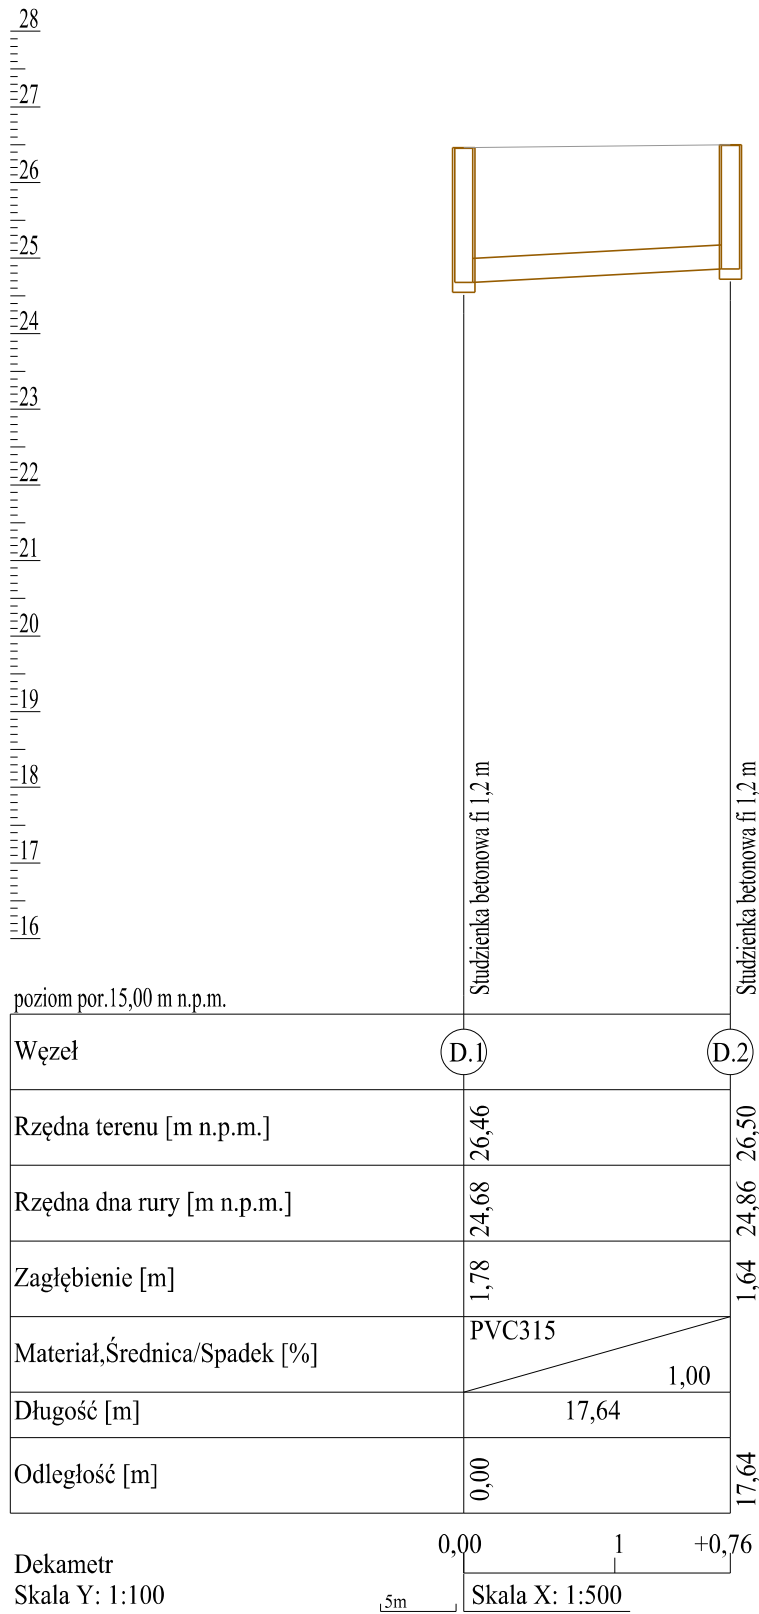 28
27
26
25
24
23
22
21
20
19
18
17
16
Studzienka betonowa fi 1,2 m
Studzienka betonowa fi 1,2 m
poziom por.15,00 m n.p.m.
Węzeł D.1 D.2
Rzędna terenu [m n.p.m.] 26,46 26,50
Rzędna dna rury [m n.p.m.] 24,68 24,86
Zagłębienie [m] 1,78 1,64
PVC315
Materiał,Średnica/Spadek [%]
1,00
Długość [m] 17,64
Odległość [m] 0,00 17,64
0,00 1 +0,76
Dekametr
Skala Y: 1:100 5m Skala X: 1:500